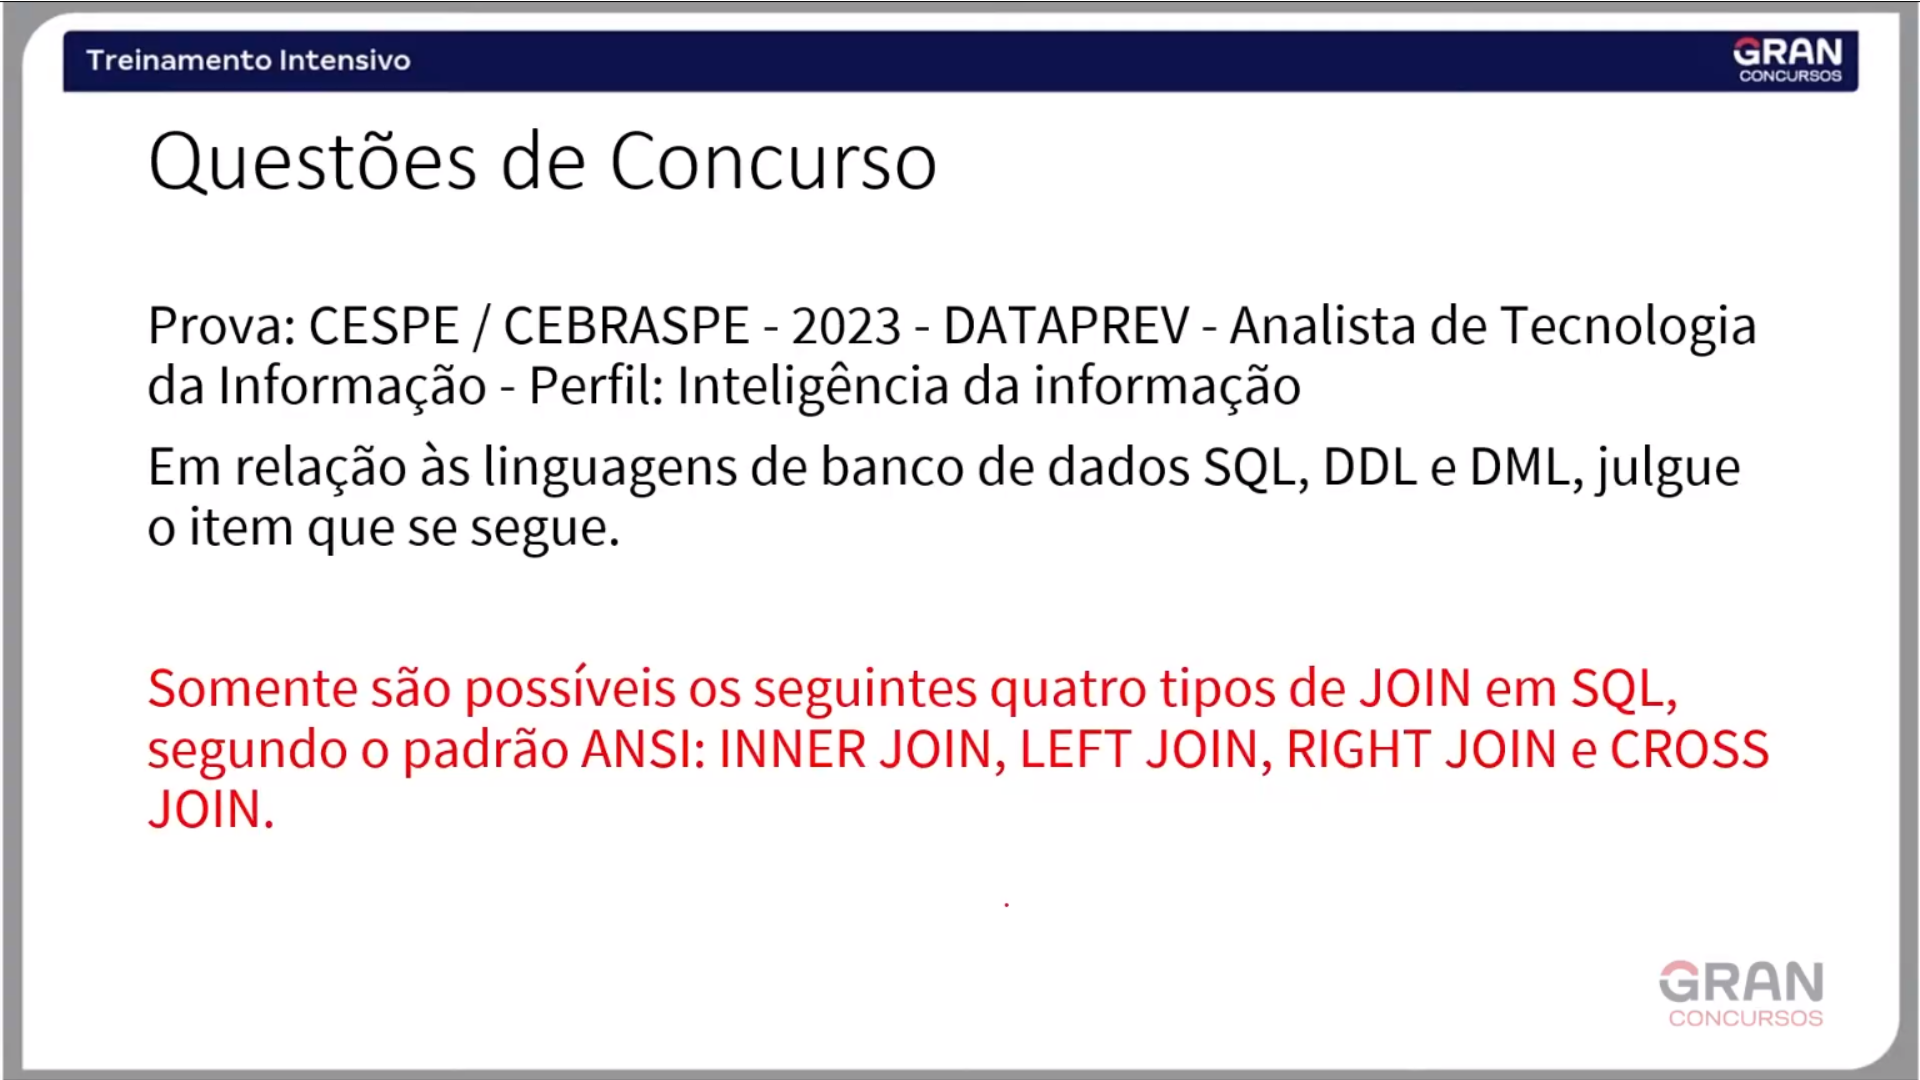 Treinamento Intensivo
GRAN
CONCURSOS
Questões de Concurso
Prova: CESPE / CEBRASPE - 2023 - DATAPREV - Analista de Tecnologia
da Informação - Perfil: Inteligência da informação
Em relação às linguagens de banco de dados SQL, DDL e DML, julgue
o item que se segue.
Somente são possíveis os seguintes quatro tipos de JOIN em SQL,
segundo o padrão ANSI: INNER JOIN, LEFT JOIN, RIGHT JOIN e CROSS
JOIN.
GRAN
CONCURSOS